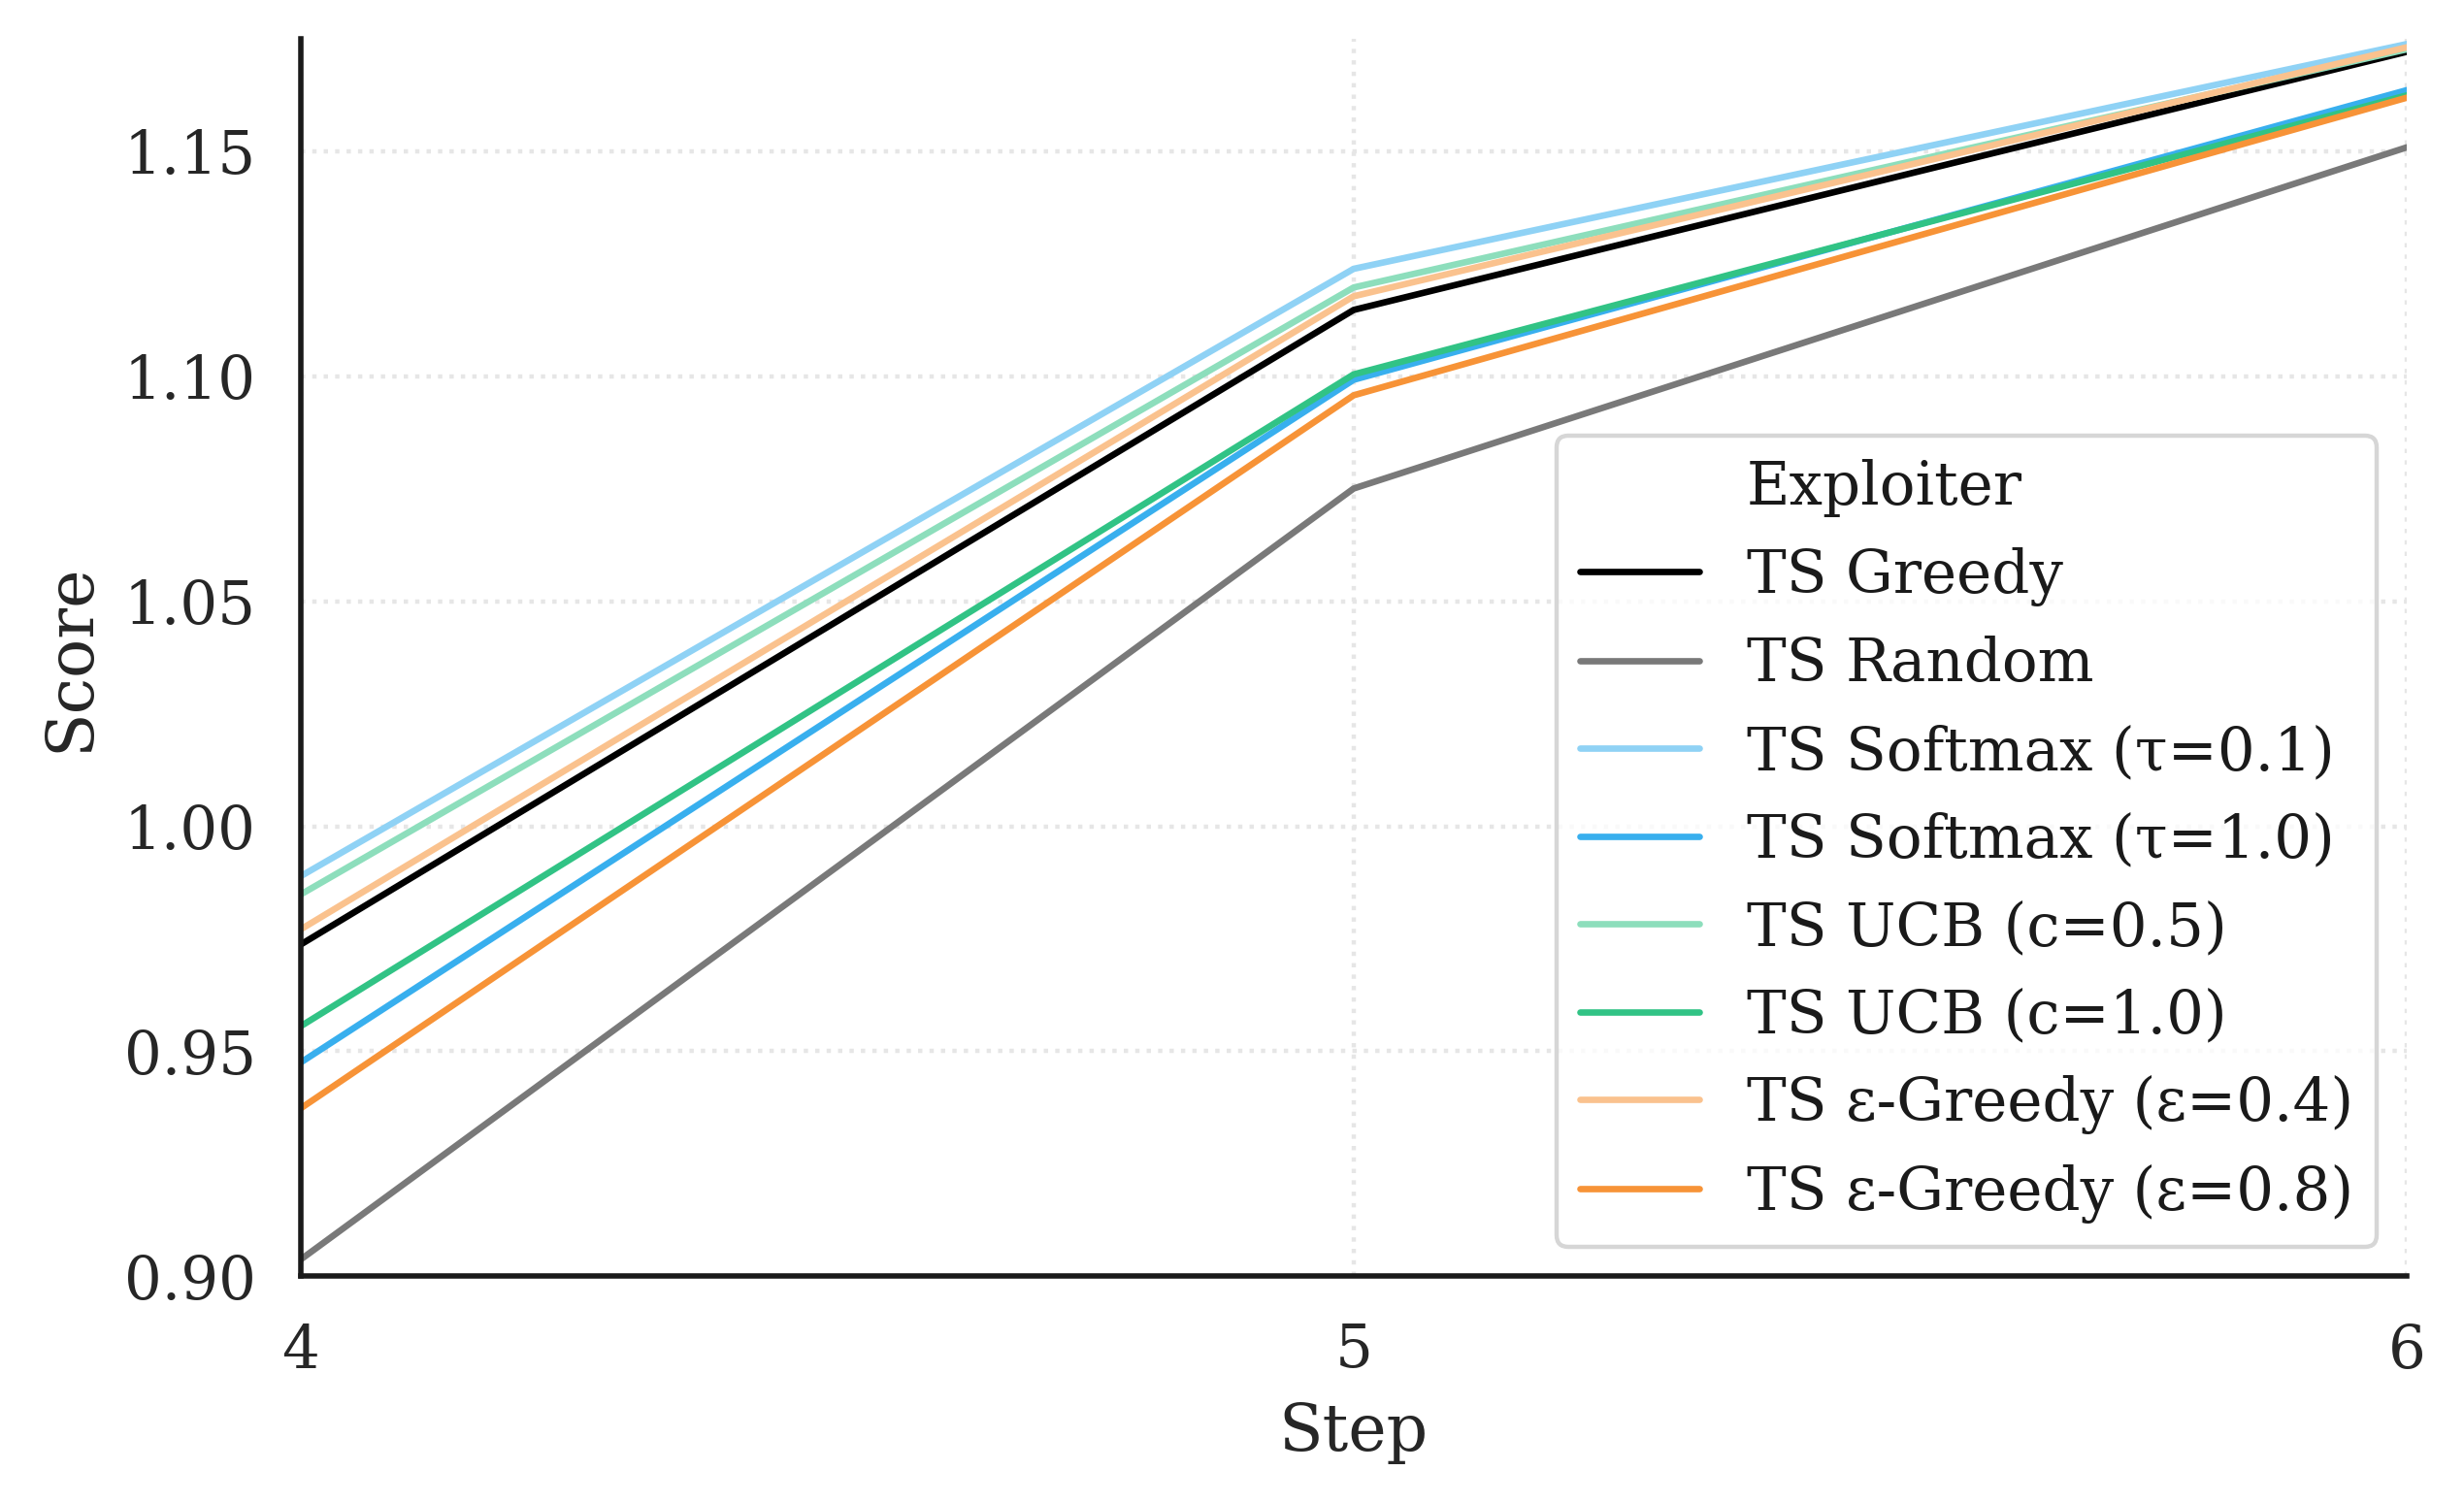 1.15
1.10
1.05
1.00
0.95
0.90
Score
4
5
6
Step
Exploiter
TS Greedy
TS Random
TS Softmax (τ=0.1)
TS Softmax (τ=1.0)
TS UCB (c=0.5)
TS UCB (c=1.0)
TS ε-Greedy (ε=0.4)
TS ε-Greedy (ε=0.8)